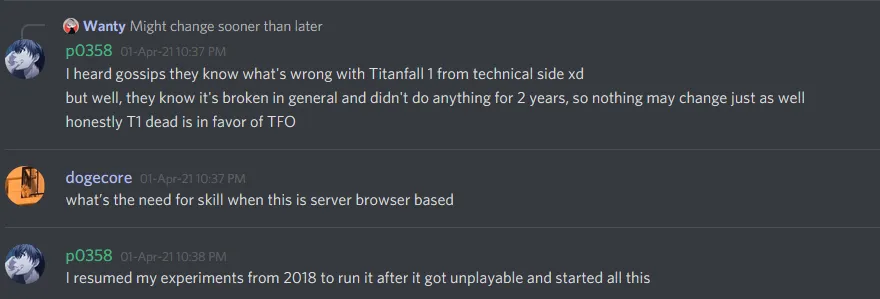 Wanty Might change sooner than later
p0358 01-Apr-21 10:37 PM
I heard gossips they know what's wrong with Titanfall 1 from technical side xd
but well, they know it's broken in general and didn't do anything for 2 years, so nothing may change just as well
honestly T1 dead is in favor of TFO
dogecore 01-Apr-21 10:37 PM
what's the need for skill when this is server browser based
p0358 01-Apr-21 10:38 PM
I resumed my experiments from 2018 to run it after it got unplayable and started all this